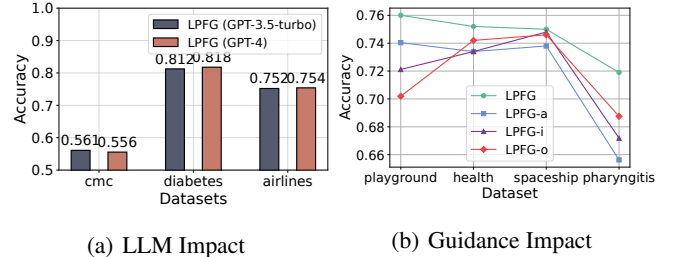 1.0
0.9
0.8
0.7
0.6
0.5
Accuracy
LPFG (GPT-3.5-turbo)
LPFG (GPT-4)
0.561
0.556
0.812
0.818
0.752
0.754
cmc diabetes airlines
Datasets
(a) LLM Impact
0.76
0.74
0.72
0.70
0.68
0.66
Accuracy
LPFG
LPFG-a
LPFG-i
LPFG-o
playground health spaceship pharyngitis
Dataset
(b) Guidance Impact